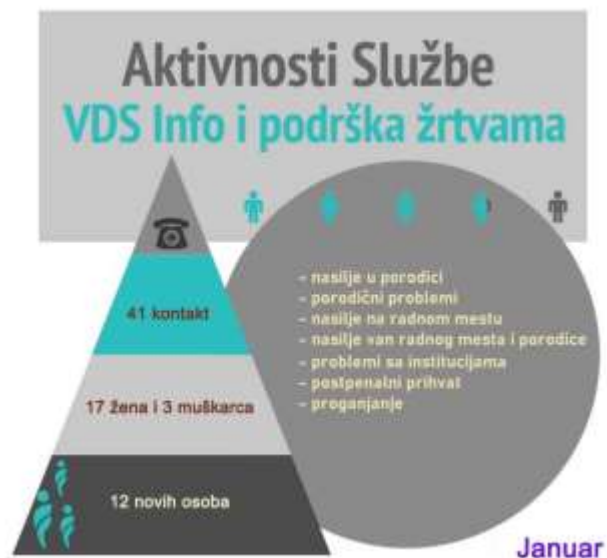 Aktivnosti Službe
VDS Info i podrška žrtvama
41 kontakt
17 žena i 3 muškarca
12 novih osoba
- nasilje u porodici
- porodični problemi
- nasilje na radnom mestu
- nasilje van radnog mesta i porodice
- problemi sa institucijama
- postpenalni prihvat
- proganjanje
Januar